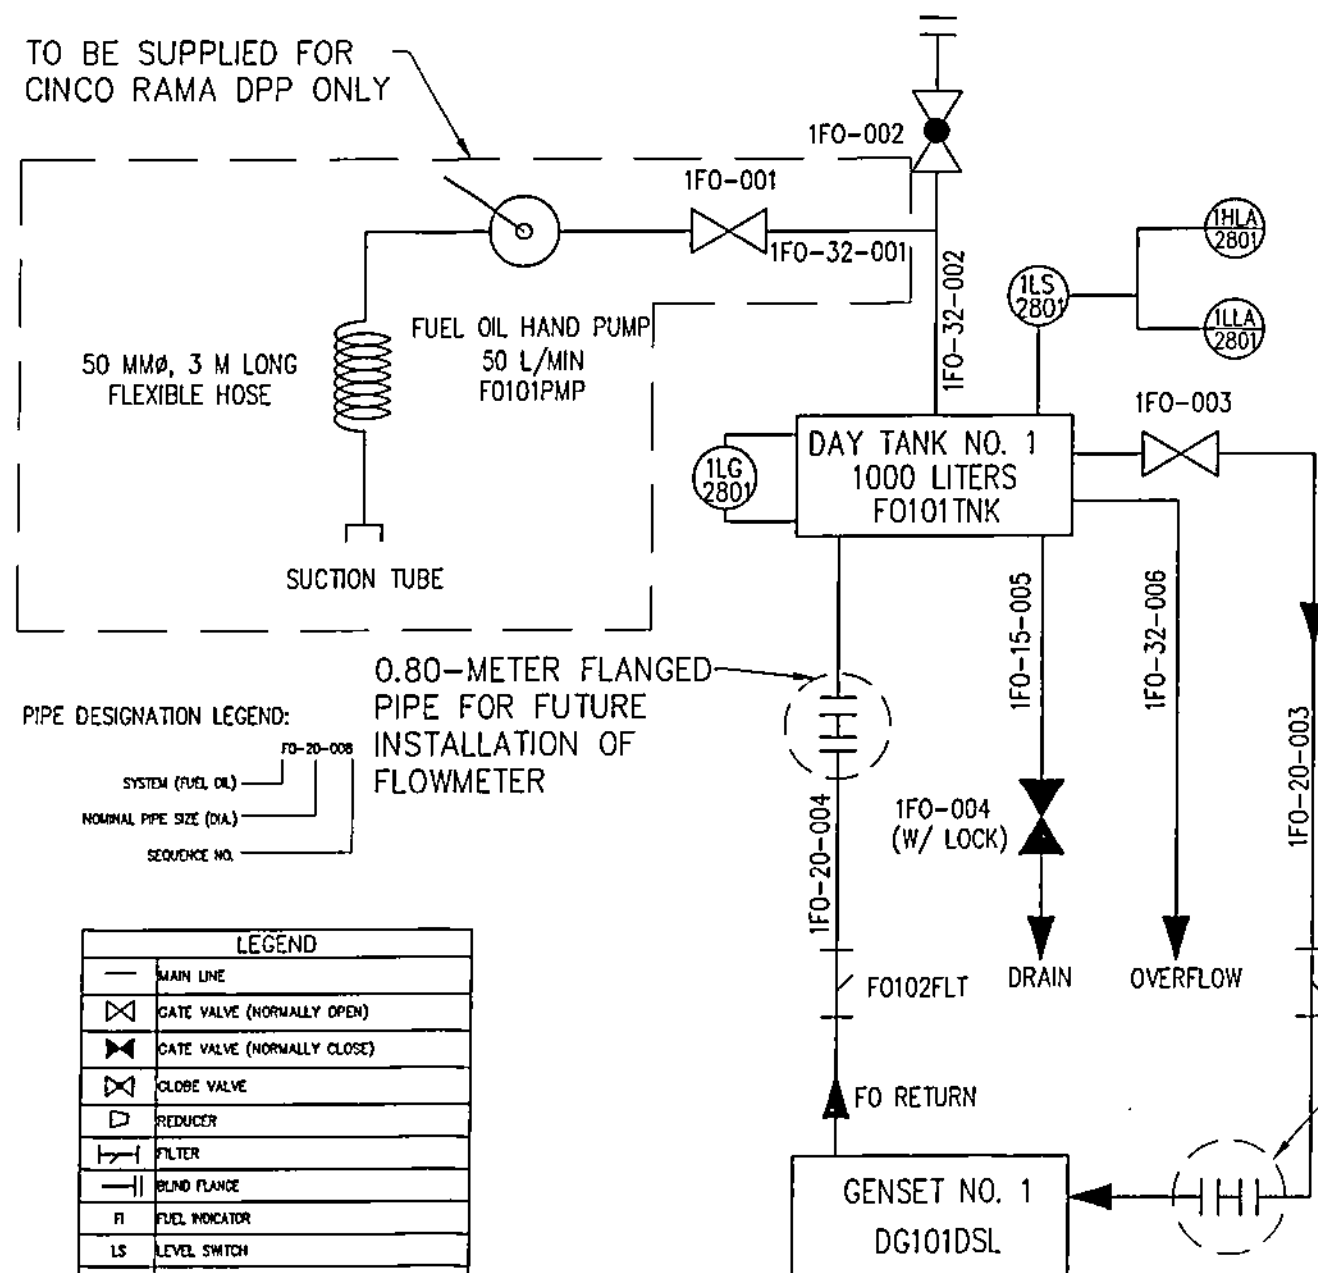 TO BE SUPPLIED FOR
CINCO RAMA DPP ONLY
1FO-002
1FO-001
1FO-32-001
1FO-32-002
1HLA
2801
1LS
2801
1LLA
2801
FUEL OIL HAND PUMP
50 L/MIN
FO101PMP
50 MMø, 3 M LONG
FLEXIBLE HOSE
SUCTION TUBE
1FO-003
1LG
2801
DAY TANK NO. 1
1000 LITERS
FO101TNK
1FO-15-005
1FO-32-006
1FO-20-003
0.80-METER FLANGED
PIPE FOR FUTURE
INSTALLATION OF
FLOWMETER
PIPE DESIGNATION LEGEND:
FO-20-008
SYSTEM (FUEL OIL)
NOMINAL PIPE SIZE (DIA.)
SEQUENCE NO.
1FO-20-004
1FO-004
(W/ LOCK)
FO102FLT
DRAIN
OVERFLOW
FO RETURN
GENSET NO. 1
DG101DSL
LEGEND
MAIN LINE
GATE VALVE (NORMALLY OPEN)
GATE VALVE (NORMALLY CLOSE)
GLOBE VALVE
REDUCER
FILTER
BLIND FLANGE
FI FUEL INDICATOR
LS LEVEL SWITCH